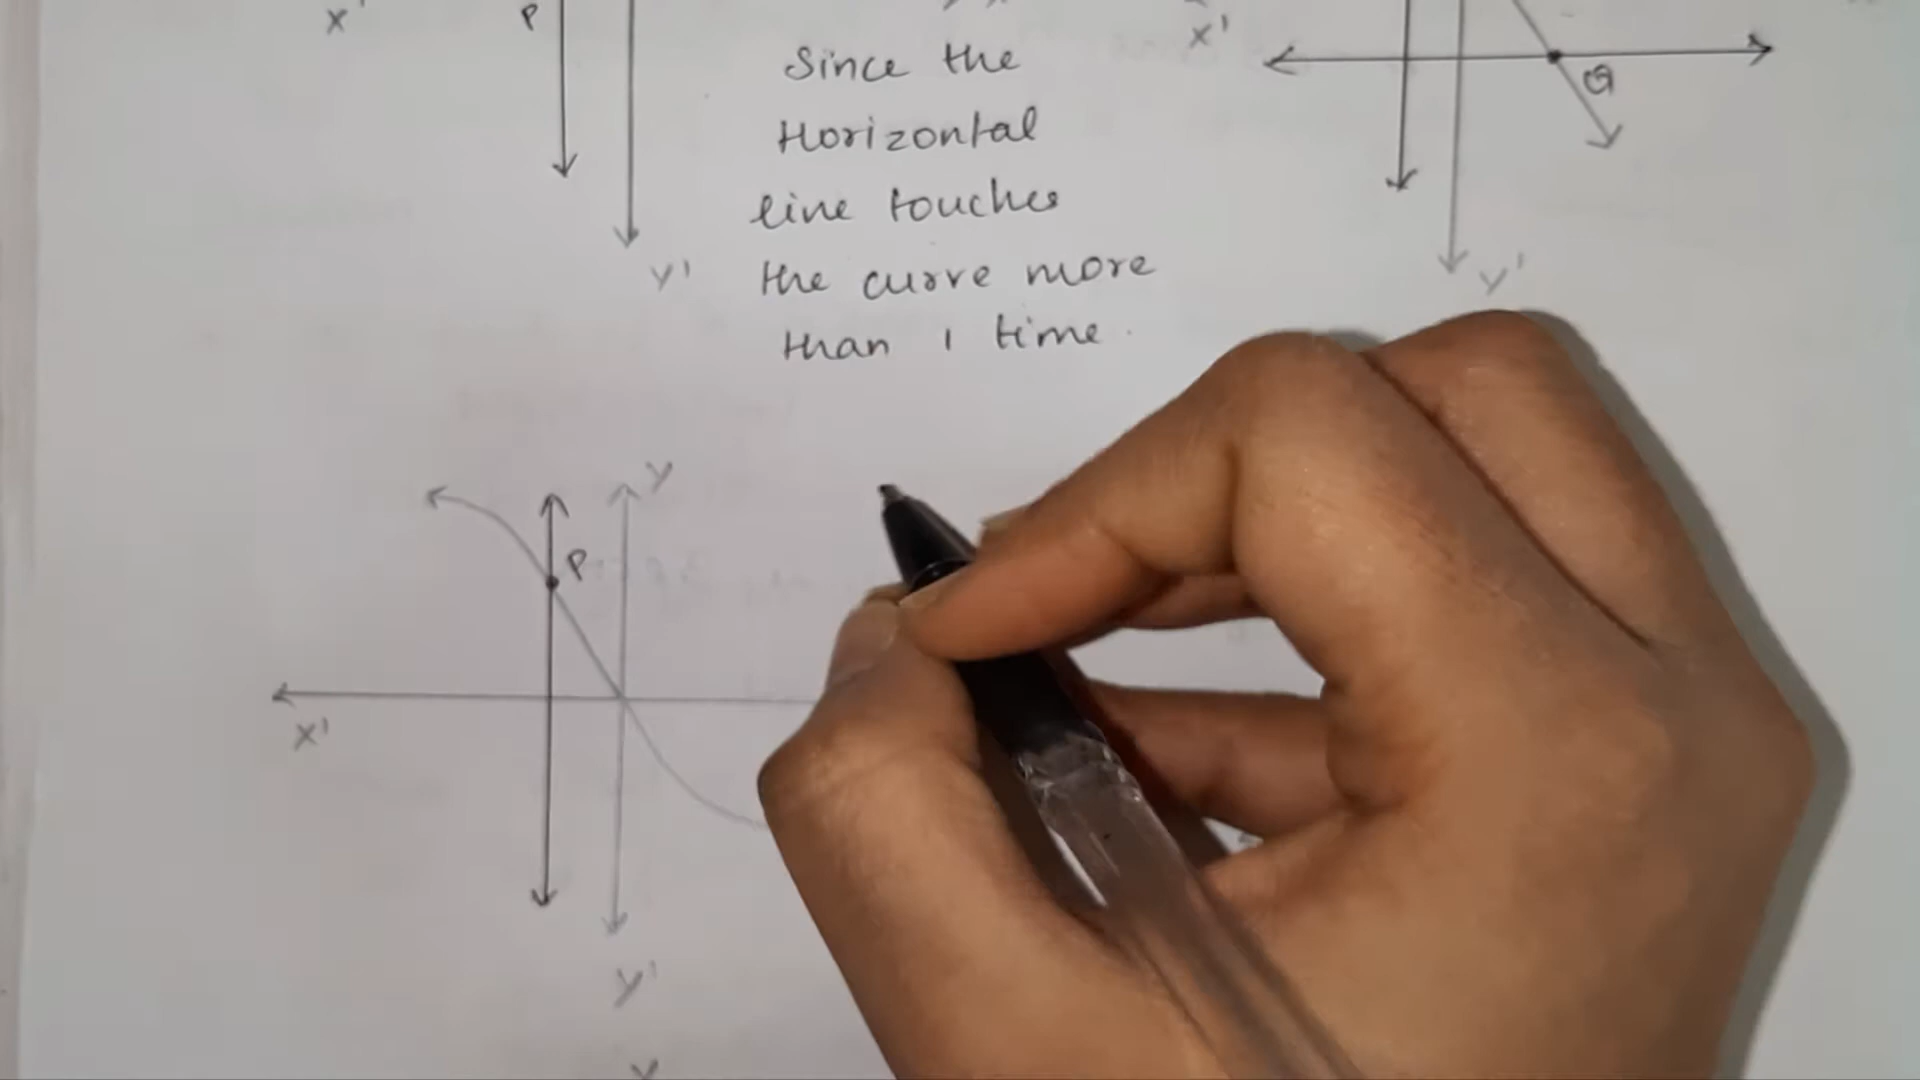 X'
P
X'
Since the
Horizontal
line touches
the curve more
than 1 time.
Q
Y'
Y'
Y
P
X'
Y'
Y